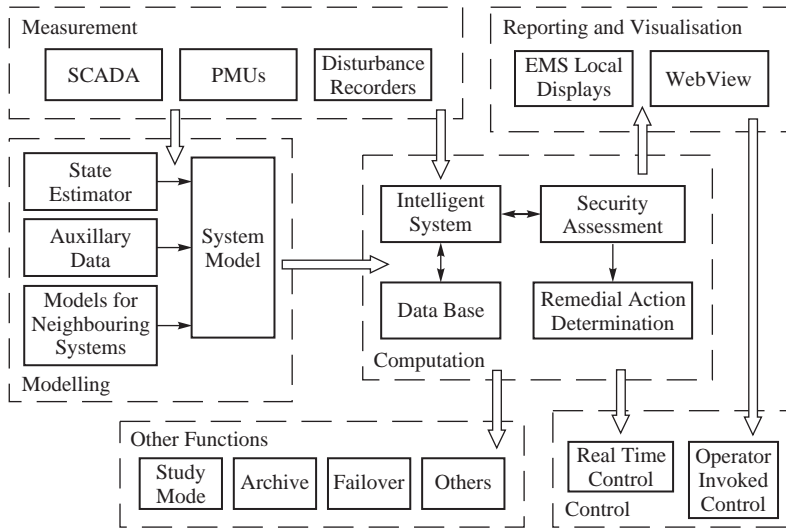 Measurement
SCADA
PMUs
Disturbance
Recorders
Reporting and Visualisation
EMS Local
Displays
WebView
State
Estimator
Auxillary
Data
Models for
Neighbouring
Systems
System
Model
Modelling
Intelligent
System
Security
Assessment
Data Base
Remedial Action
Determination
Computation
Other Functions
Study
Mode
Archive
Failover
Others
Real Time
Control
Operator
Invoked
Control
Control